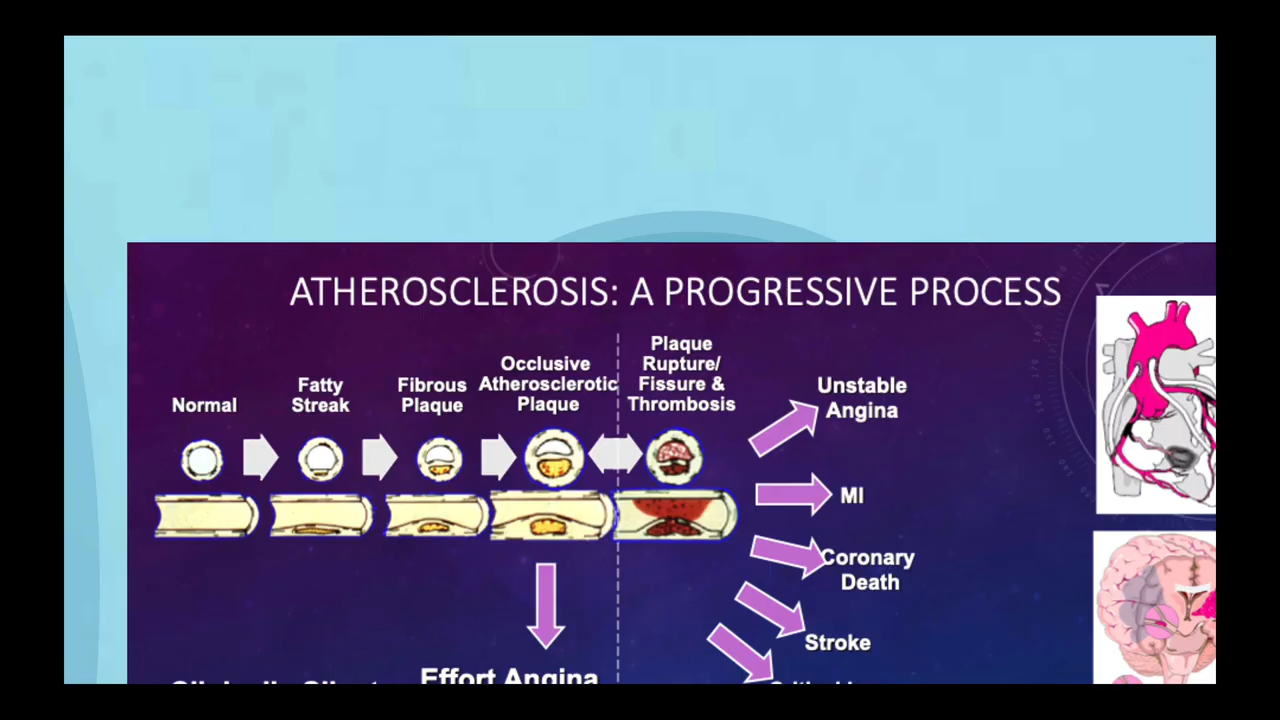 ATHEROSCLEROSIS: A PROGRESSIVE PROCESS
Normal
Fatty
Streak
Fibrous
Plaque
Occlusive
Atherosclerotic
Plaque
Plaque
Rupture/
Fissure &
Thrombosis
Unstable
Angina
MI
Coronary
Death
Stroke
Effort Angina